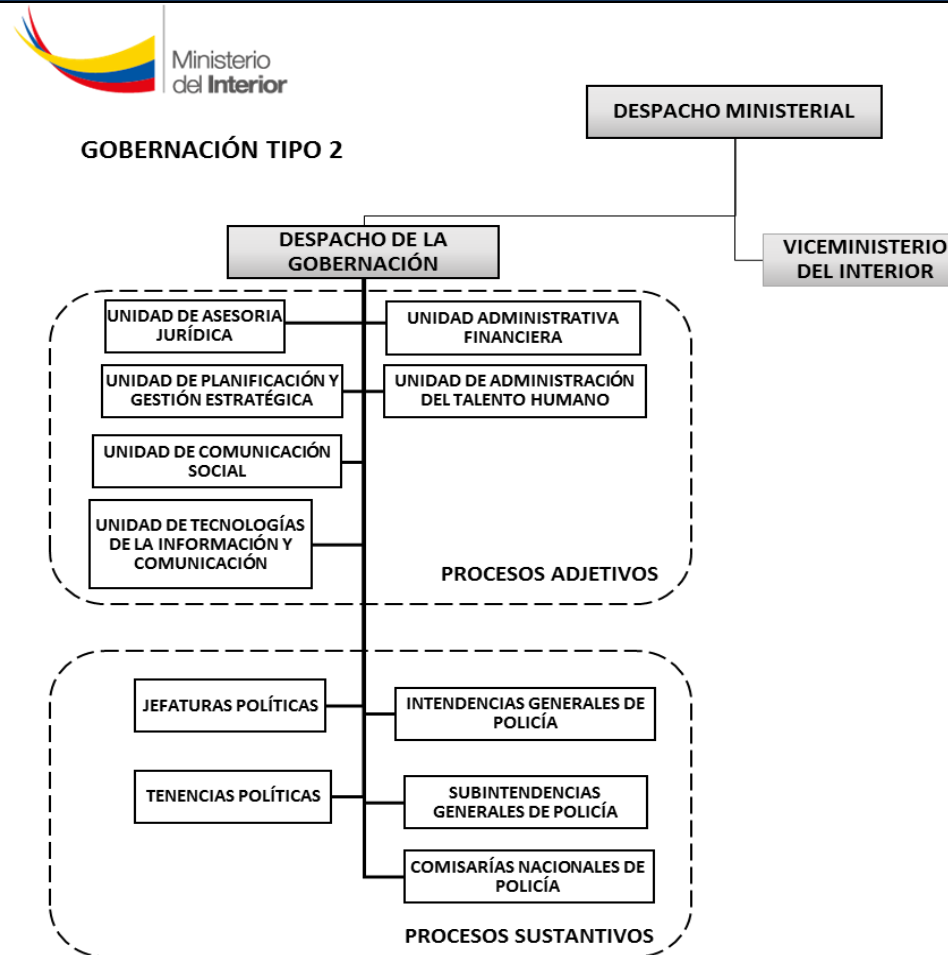 Ministerio
del Interior
DESPACHO MINISTERIAL
GOBERNACIÓN TIPO 2
DESPACHO DE LA
GOBERNACIÓN
VICEMINISTERIO
DEL INTERIOR
UNIDAD DE ASESORIA
JURÍDICA
UNIDAD ADMINISTRATIVA
FINANCIERA
UNIDAD DE PLANIFICACIÓN Y
GESTIÓN ESTRATÉGICA
UNIDAD DE ADMINISTRACIÓN
DEL TALENTO HUMANO
UNIDAD DE COMUNICACIÓN
SOCIAL
UNIDAD DE TECNOLOGÍAS
DE LA INFORMACIÓN Y
COMUNICACIÓN
PROCESOS ADJETIVOS
JEFATURAS POLÍTICAS
INTENDENCIAS GENERALES DE
POLICÍA
TENENCIAS POLÍTICAS
SUBINTENDENCIAS
GENERALES DE POLICÍA
COMISARÍAS NACIONALES DE
POLICÍA
PROCESOS SUSTANTIVOS